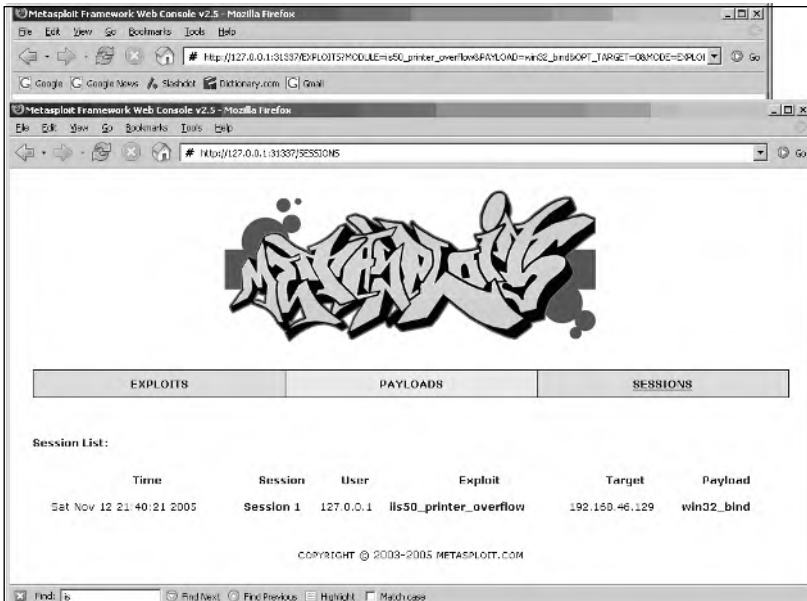 Metasploit Framework Web Console v2.5 - Mozilla Firefox
File Edit View Go Bookmarks Tools Help
http://127.0.0.1:31337/EXPLOITS?MODULE=iis50_printer_overflow&PAYLOAD=win32_bind&OPT_TARGET=0&MODE=EXPLOI Go
Google Google News Slashdot Dictionary.com Gmail
Metasploit Framework Web Console v2.5 - Mozilla Firefox
File Edit View Go Bookmarks Tools Help
http://127.0.0.1:31337/SESSIONS Go
METASPLOIT
EXPLOITS PAYLOADS SESSIONS
Session List:
Time Session User Exploit Target Payload
Sat Nov 12 21:40:21 2005 Session 1 127.0.0.1 iis50_printer_overflow 192.168.46.129 win32_bind
COPYRIGHT © 2003-2005 METASPLOIT.COM
Find: is Find Next Find Previous Highlight Match case